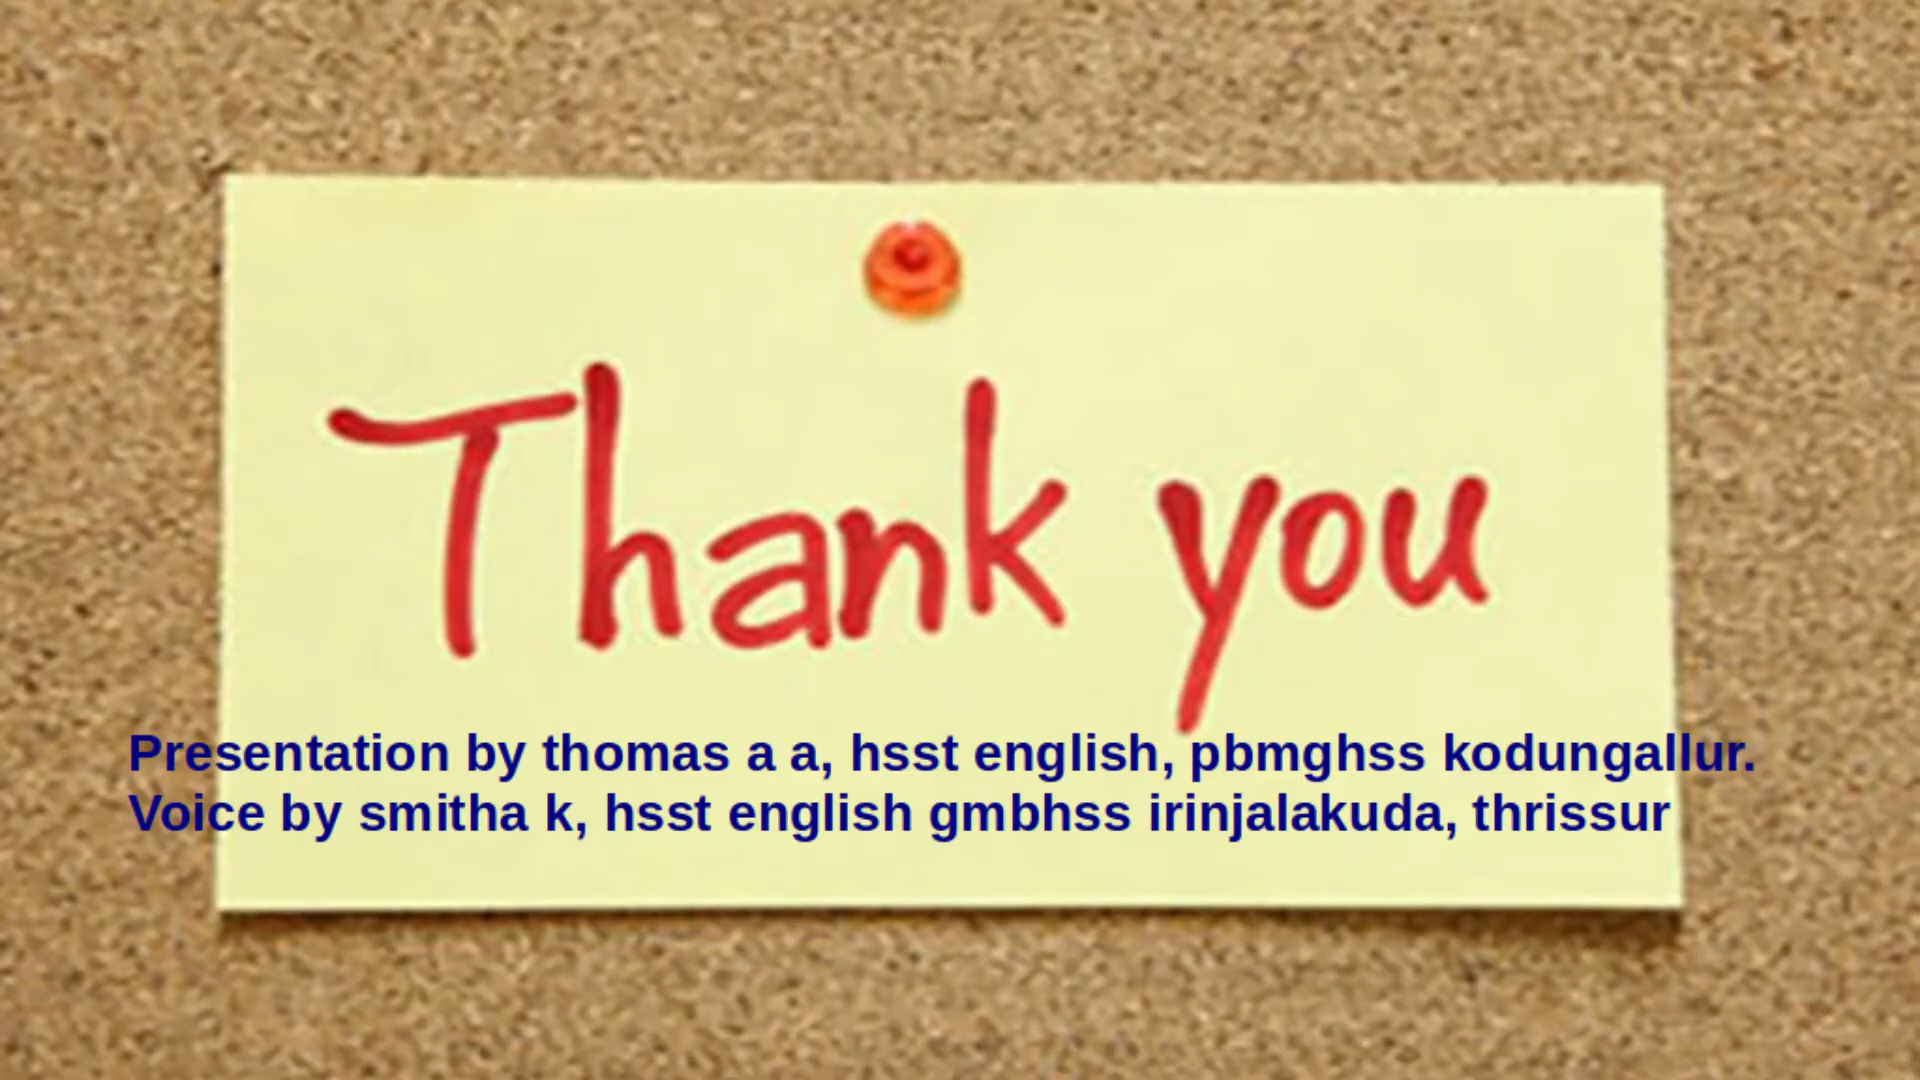 Thank you
Presentation by thomas a a, hsst english, pbmghss kodungallur.
Voice by smitha k, hsst english gmbhss irinjalakuda, thrissur